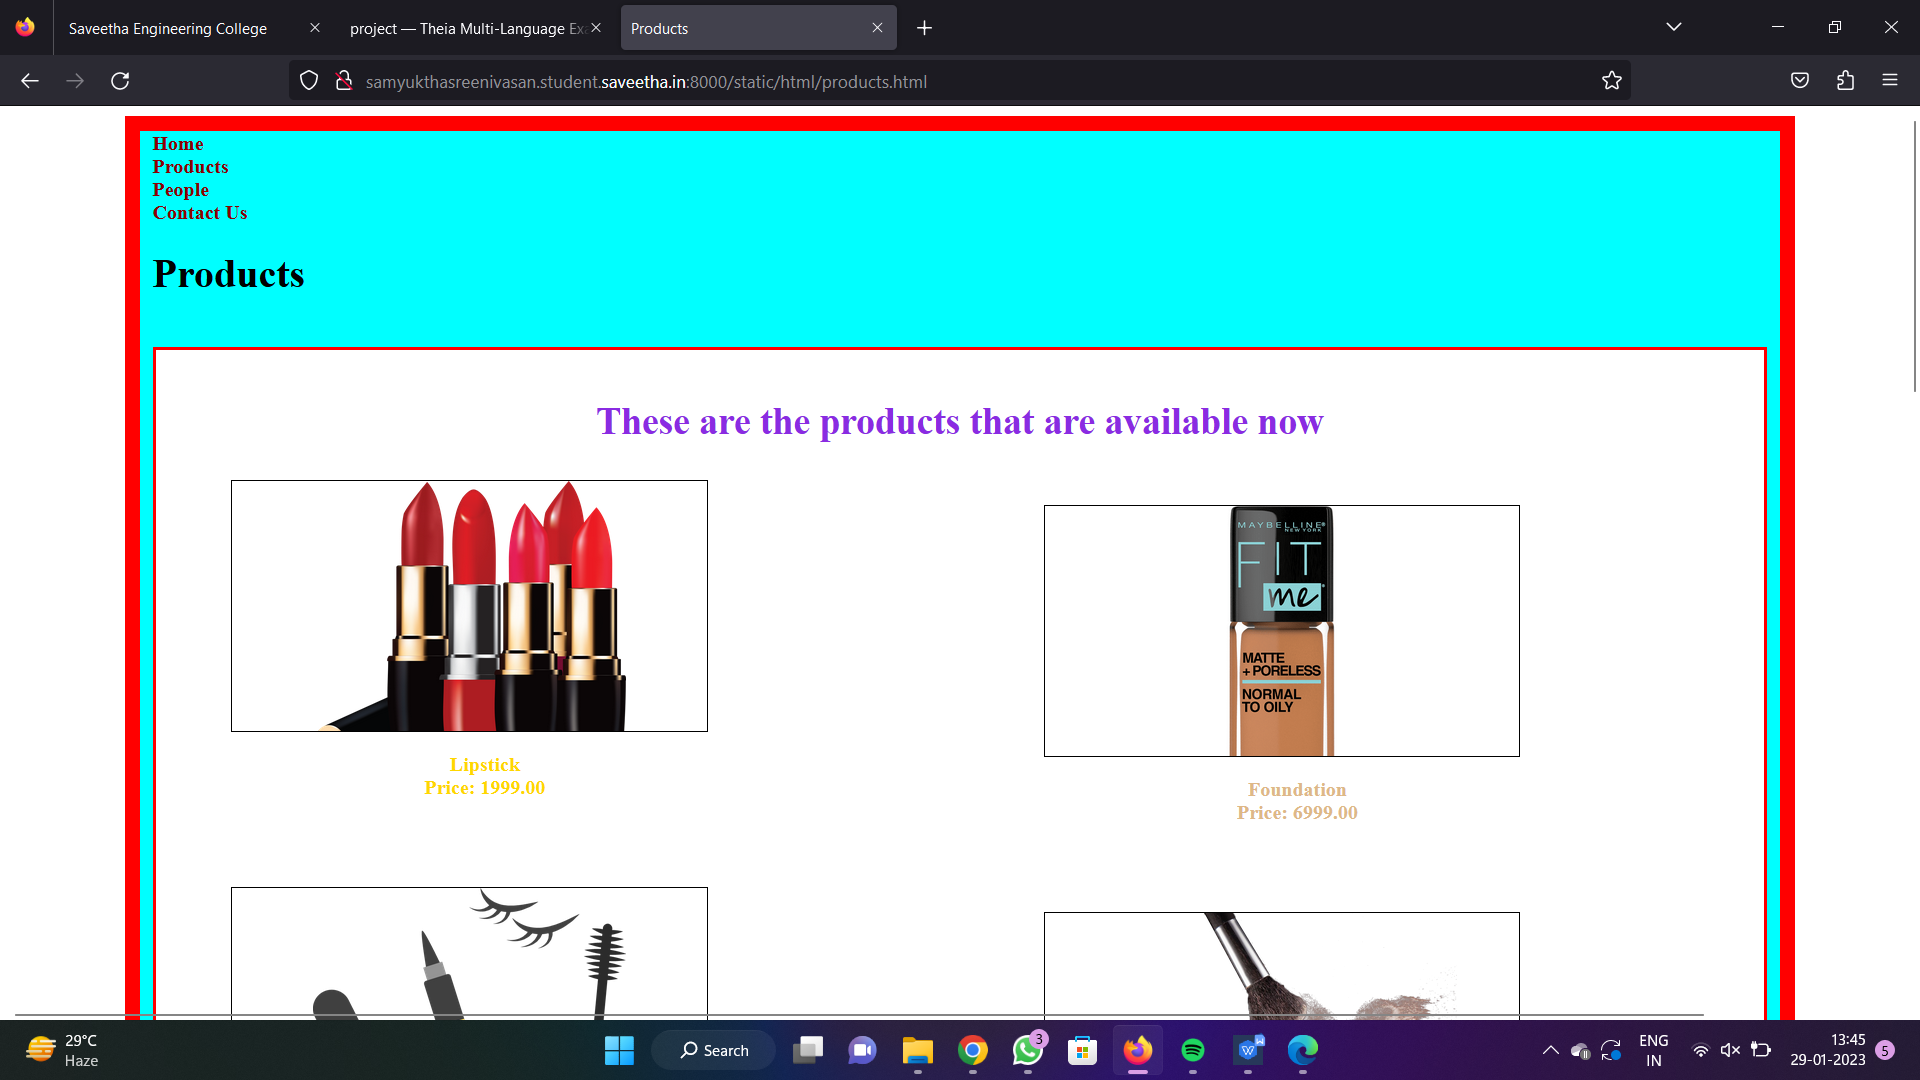 Saveetha Engineering College
project — Theia Multi-Language Ex
Products
samyukthasreenivasan.student.saveetha.in:8000/static/html/products.html
Home
Products
People
Contact Us
Products
These are the products that are available now
MAYBELLINE®
NEW YORK
FIT
me
MATTE
+ PORELESS
NORMAL
TO OILY
Lipstick
Price: 1999.00
Foundation
Price: 6999.00
29°C
Haze
Search
3
W
ENG
IN
13:45
29-01-2023
5